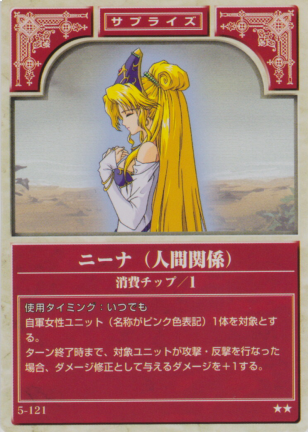 サプライズ
ニーナ（人間関係）
消費チップ／1
使用タイミング：いつでも
自軍女性ユニット（名称がピンク色表記）1体を対象とす
る。
ターン終了時まで、対象ユニットが攻撃・反撃を行なった
場合、ダメージ修正として与えるダメージを＋1する。
5-121
★★